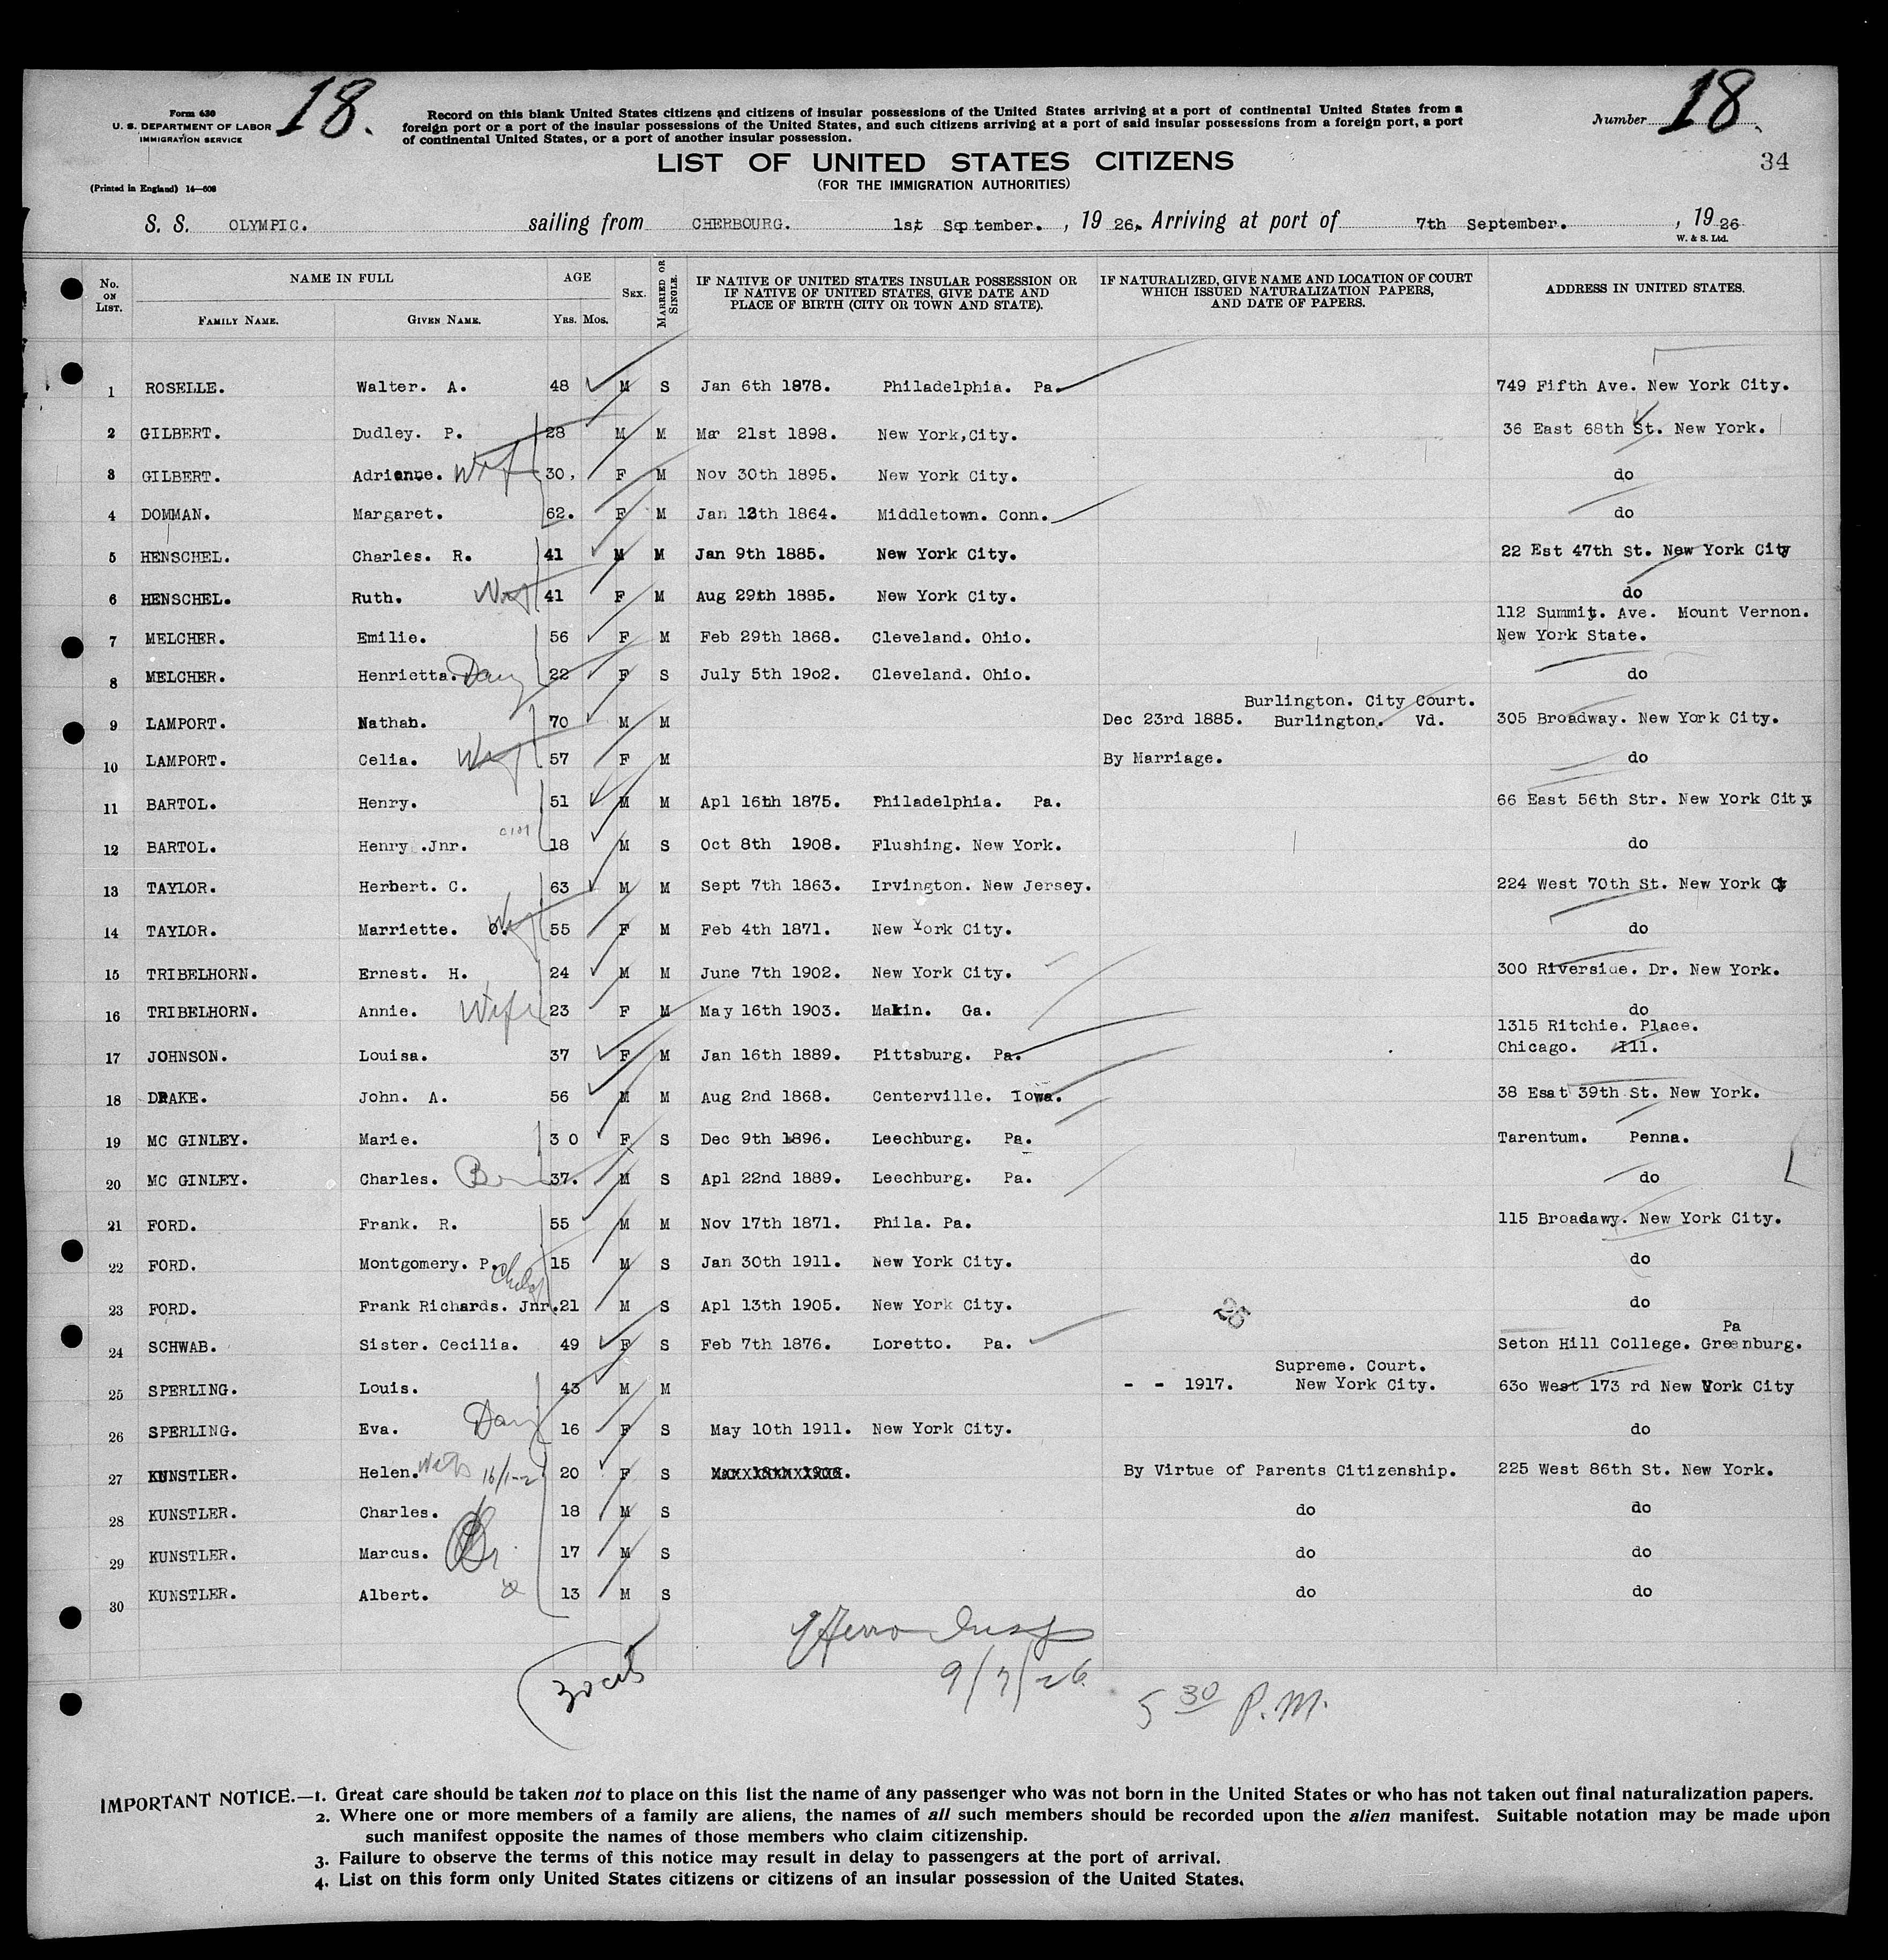 18.
18.
Form 630
U. S. DEPARTMENT OF LABOR
IMMIGRATION SERVICE
(Printed in England) 14—608
Record on this blank United States citizens and citizens of insular possessions of the United States arriving at a port of continental United States from a
foreign port or a port of the insular possessions of the United States, and such citizens arriving at a port of said insular possessions from a foreign port, a port
of continental United States, or a port of another insular possession.
Number
34
LIST OF UNITED STATES CITIZENS
(FOR THE IMMIGRATION AUTHORITIES)
S. S. OLYMPIC. sailing from CHERBOURG. 1st September. , 19 26. Arriving at port of 7th September. , 19 26
W. & S. Ltd.
No. ON LIST. NAME IN FULL FAMILY NAME. GIVEN NAME. AGE YRS. MOS. SEX. MARRIED OR SINGLE. IF NATIVE OF UNITED STATES INSULAR POSSESSION OR IF NATIVE OF UNITED STATES, GIVE DATE AND PLACE OF BIRTH (CITY OR TOWN AND STATE). IF NATURALIZED, GIVE NAME AND LOCATION OF COURT WHICH ISSUED NATURALIZATION PAPERS, AND DATE OF PAPERS. ADDRESS IN UNITED STATES.
1 ROSELLE. Walter. A. 48 M S Jan 6th 1878. Philadelphia. Pa. 749 Fifth Ave. New York City.
2 GILBERT. Dudley. P. 28 M M Mar 21st 1898. New York,City. 36 East 68th St. New York.
3 GILBERT. Adrianne. Wife 30, F M Nov 30th 1895. New York City. do
4 DOMMAN. Margaret. 62. F M Jan 12th 1864. Middletown. Conn. do
5 HENSCHEL. Charles. R. 41 M M Jan 9th 1885. New York City. 22 Est 47th St. New York City
6 HENSCHEL. Ruth. Wife 41 F M Aug 29th 1885. New York City. do
7 MELCHER. Emilie. 56 F M Feb 29th 1868. Cleveland. Ohio. 112 Summit. Ave. Mount Vernon. New York State.
8 MELCHER. Henrietta. Daug 22 F S July 5th 1902. Cleveland. Ohio. do
9 LAMPORT. Nathan. 70 M M Dec 23rd 1885. Burlington. City Court. Burlington. Vd. 305 Broadway. New York City.
10 LAMPORT. Celia. Wife 57 F M By Marriage. do
11 BARTOL. Henry. 51 M M Apl 16th 1875. Philadelphia. Pa. 66 East 56th Str. New York City
12 BARTOL. Henry .Jnr. 18 M S Oct 8th 1908. Flushing. New York. do
13 TAYLOR. Herbert. C. 63 M M Sept 7th 1863. Irvington. New Jersey. 224 West 70th St. New York Cy
14 TAYLOR. Marriette. O. Wife 55 F M Feb 4th 1871. New York City. do
15 TRIBELHORN. Ernest. H. 24 M M June 7th 1902. New York City. 300 Riverside. Dr. New York.
16 TRIBELHORN. Annie. Wife 23 F M May 16th 1903. Makin. Ga. do
17 JOHNSON. Louisa. 37 F M Jan 16th 1889. Pittsburg. Pa. 1315 Ritchie. Place. Chicago. Ill.
18 DRAKE. John. A. 56 M M Aug 2nd 1868. Centerville. Iowa. 38 Esat 39th St. New York.
19 MC GINLEY. Marie. 3 0 F S Dec 9th 1896. Leechburg. Pa. Tarentum. Penna.
20 MC GINLEY. Charles. 37. M S Apl 22nd 1889. Leechburg. Pa. do
21 FORD. Frank. R. 55 M M Nov 17th 1871. Phila. Pa. 115 Broadawy. New York City.
22 FORD. Montgomery. P. 15 M S Jan 30th 1911. New York City. do
23 FORD. Frank Richards. Jnr. 21 M S Apl 13th 1905. New York City. do
24 SCHWAB. Sister. Cecilia. 49 F S Feb 7th 1876. Loretto. Pa. Seton Hill College. Greenburg. Pa
25 SPERLING. Louis. 43 M M - - 1917. Supreme. Court. New York City. 630 West 173 rd New York City
26 SPERLING. Eva. Daug 16 F S May 10th 1911. New York City. do
27 KUNSTLER. Helen. 20 F S By Virtue of Parents Citizenship. 225 West 86th St. New York.
28 KUNSTLER. Charles. 18 M S do do
29 KUNSTLER. Marcus. 17 M S do do
30 KUNSTLER. Albert. 13 M S do do
9/7/26
5 30 P.M.
IMPORTANT NOTICE.—1. Great care should be taken not to place on this list the name of any passenger who was not born in the United States or who has not taken out final naturalization papers.
2. Where one or more members of a family are aliens, the names of all such members should be recorded upon the alien manifest. Suitable notation may be made upon
such manifest opposite the names of those members who claim citizenship.
3. Failure to observe the terms of this notice may result in delay to passengers at the port of arrival.
4. List on this form only United States citizens or citizens of an insular possession of the United States.